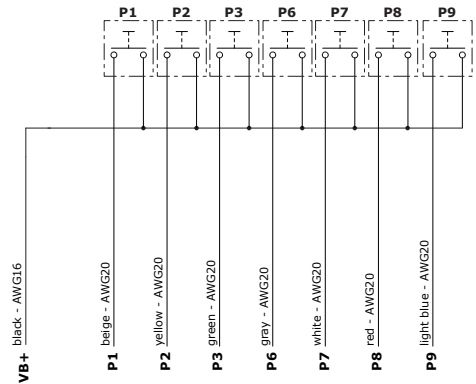 P1
P2
P3
P6
P7
P8
P9
black - AWG16
beige - AWG20
yellow - AWG20
green - AWG20
gray - AWG20
white - AWG20
red - AWG20
light blue - AWG20
VB+
P1
P2
P3
P6
P7
P8
P9